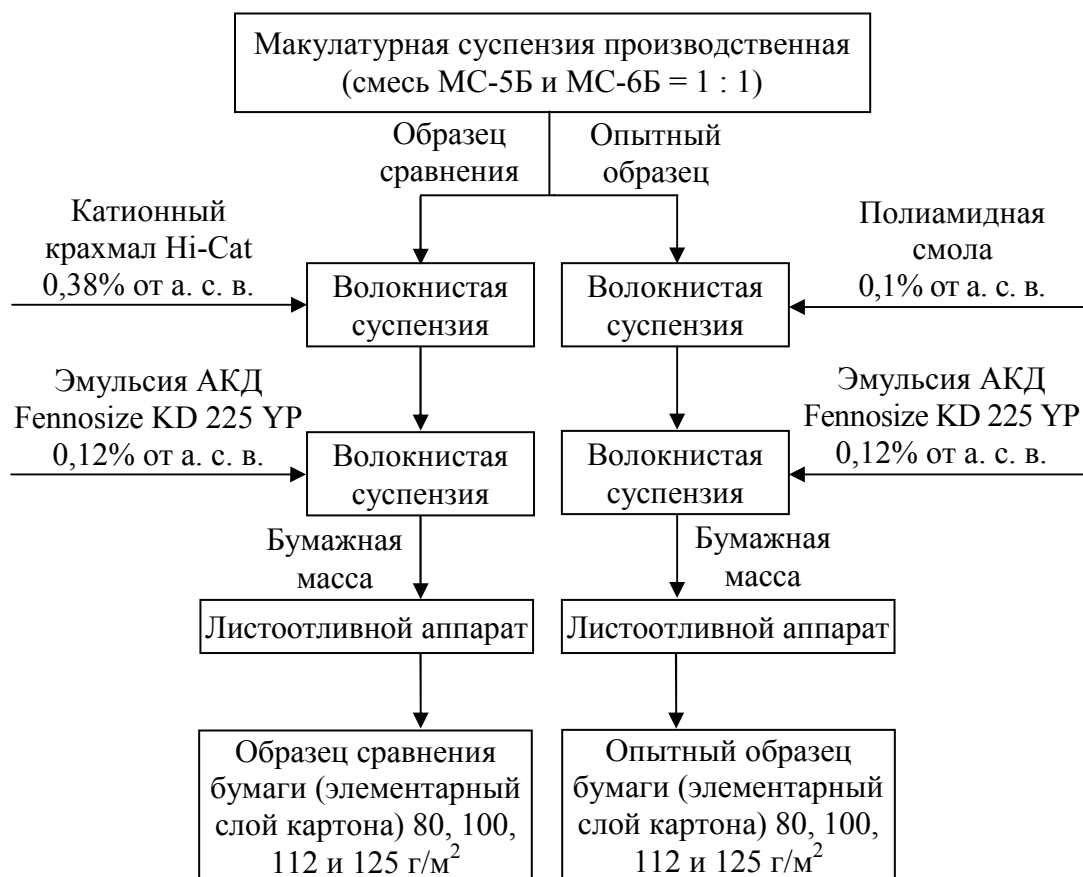 Макулатурная суспензия производственная
(смесь МС-5Б и МС-6Б = 1 : 1)
Образец
сравнения
Опытный
образец
Катионный
крахмал Hi-Cat
0,38% от а. с. в.
Полиамидная
смола
0,1% от а. с. в.
Волокнистая
суспензия
Волокнистая
суспензия
Эмульсия АКД
Fennosize KD 225 YP
0,12% от а. с. в.
Эмульсия АКД
Fennosize KD 225 YP
0,12% от а. с. в.
Волокнистая
суспензия
Волокнистая
суспензия
Бумажная
масса
Бумажная
масса
Листоотливной аппарат
Листоотливной аппарат
Образец сравнения
бумаги (элементарный
слой картона) 80, 100,
112 и 125 г/м²
Опытный образец
бумаги (элементарный
слой картона) 80, 100,
112 и 125 г/м²